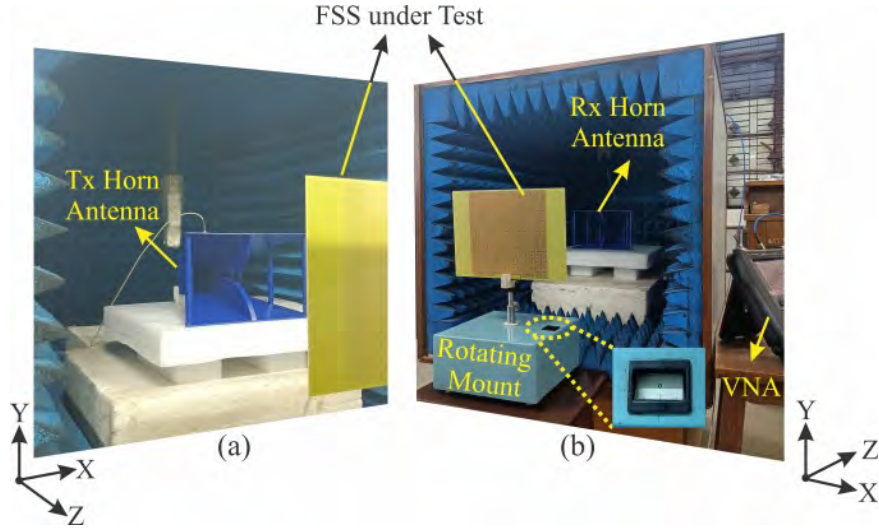 FSS under Test
Tx Horn
Antenna
Rx Horn
Antenna
Rotating
Mount
VNA
Y
X
Z
(a)
(b)
Y
Z
X